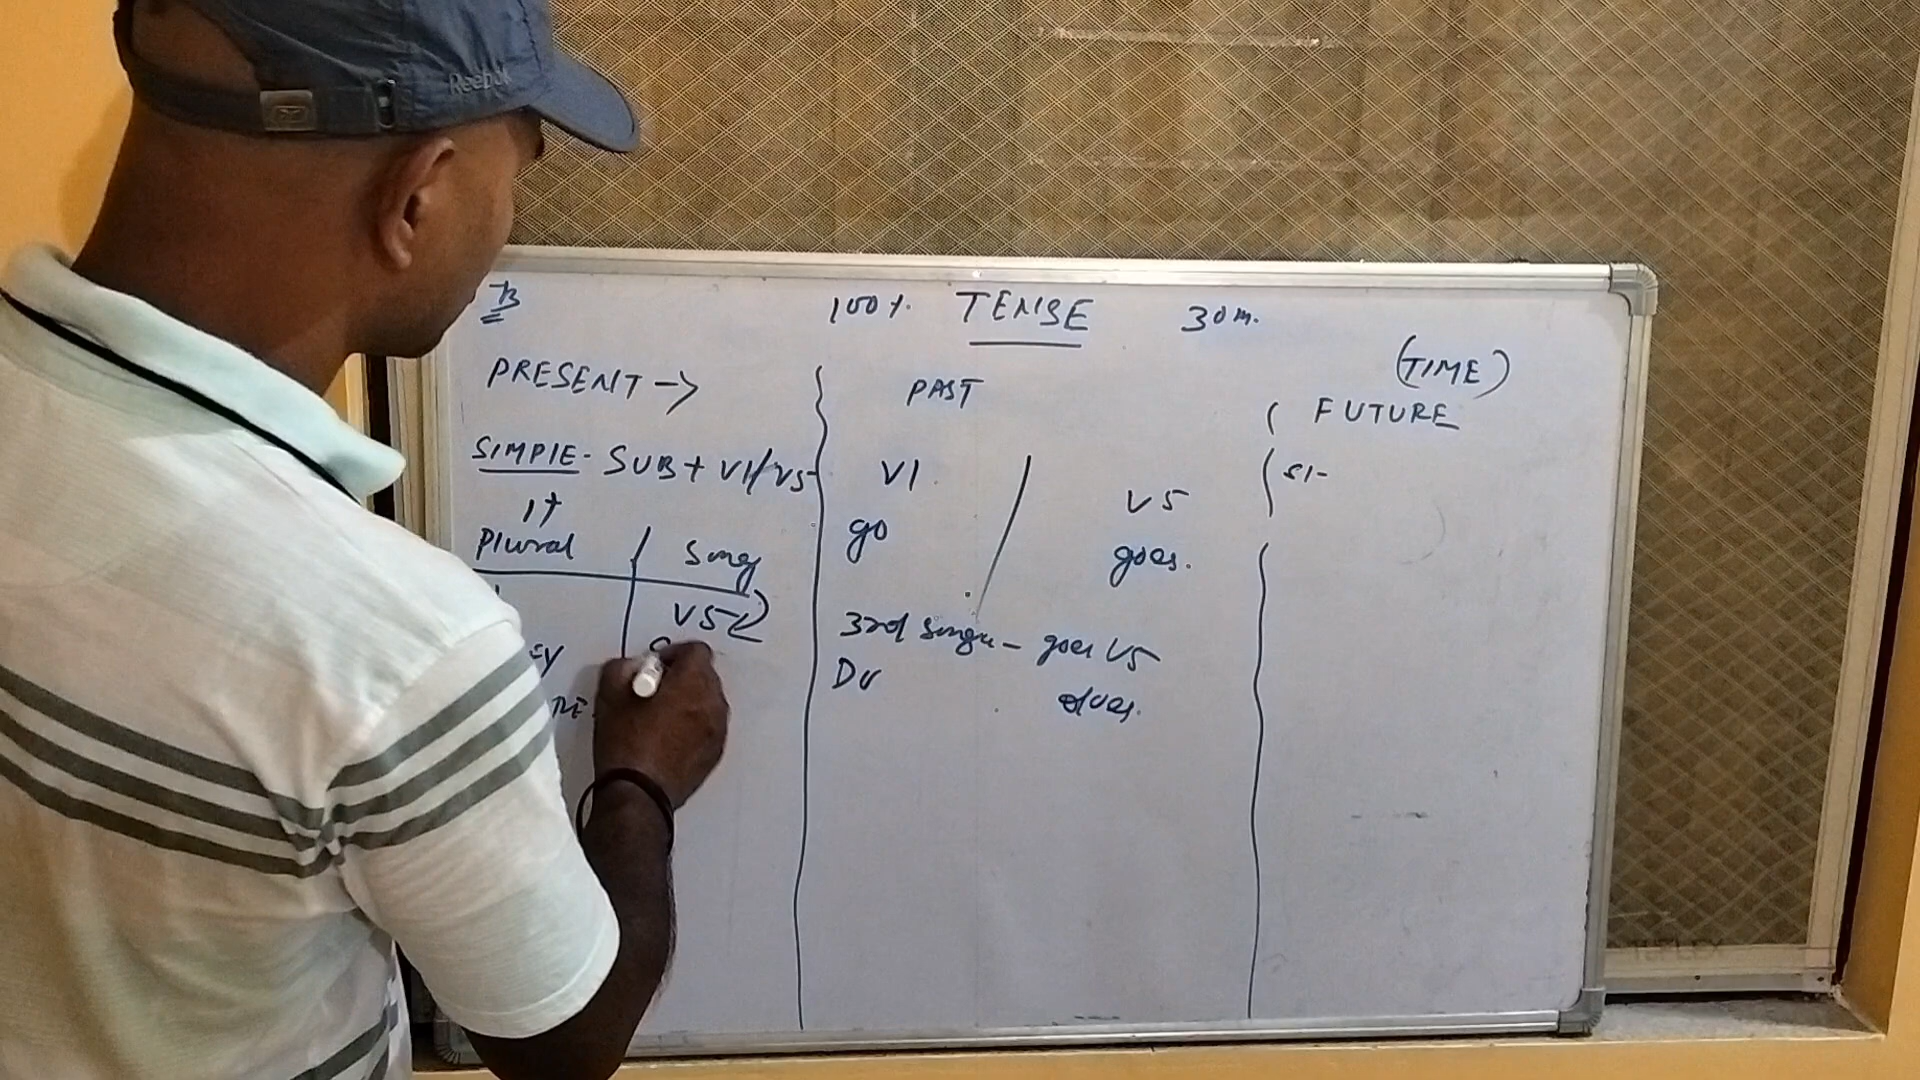 Reebok
100%. TENSE 30m.
(TIME)
PRESENT ->
PAST
FUTURE
SIMPLE - SUB + V1/V5
V1
V5
SI-
go
goes.
Plural
Sing
V5
3rd Singu - goes V5
Do
does.